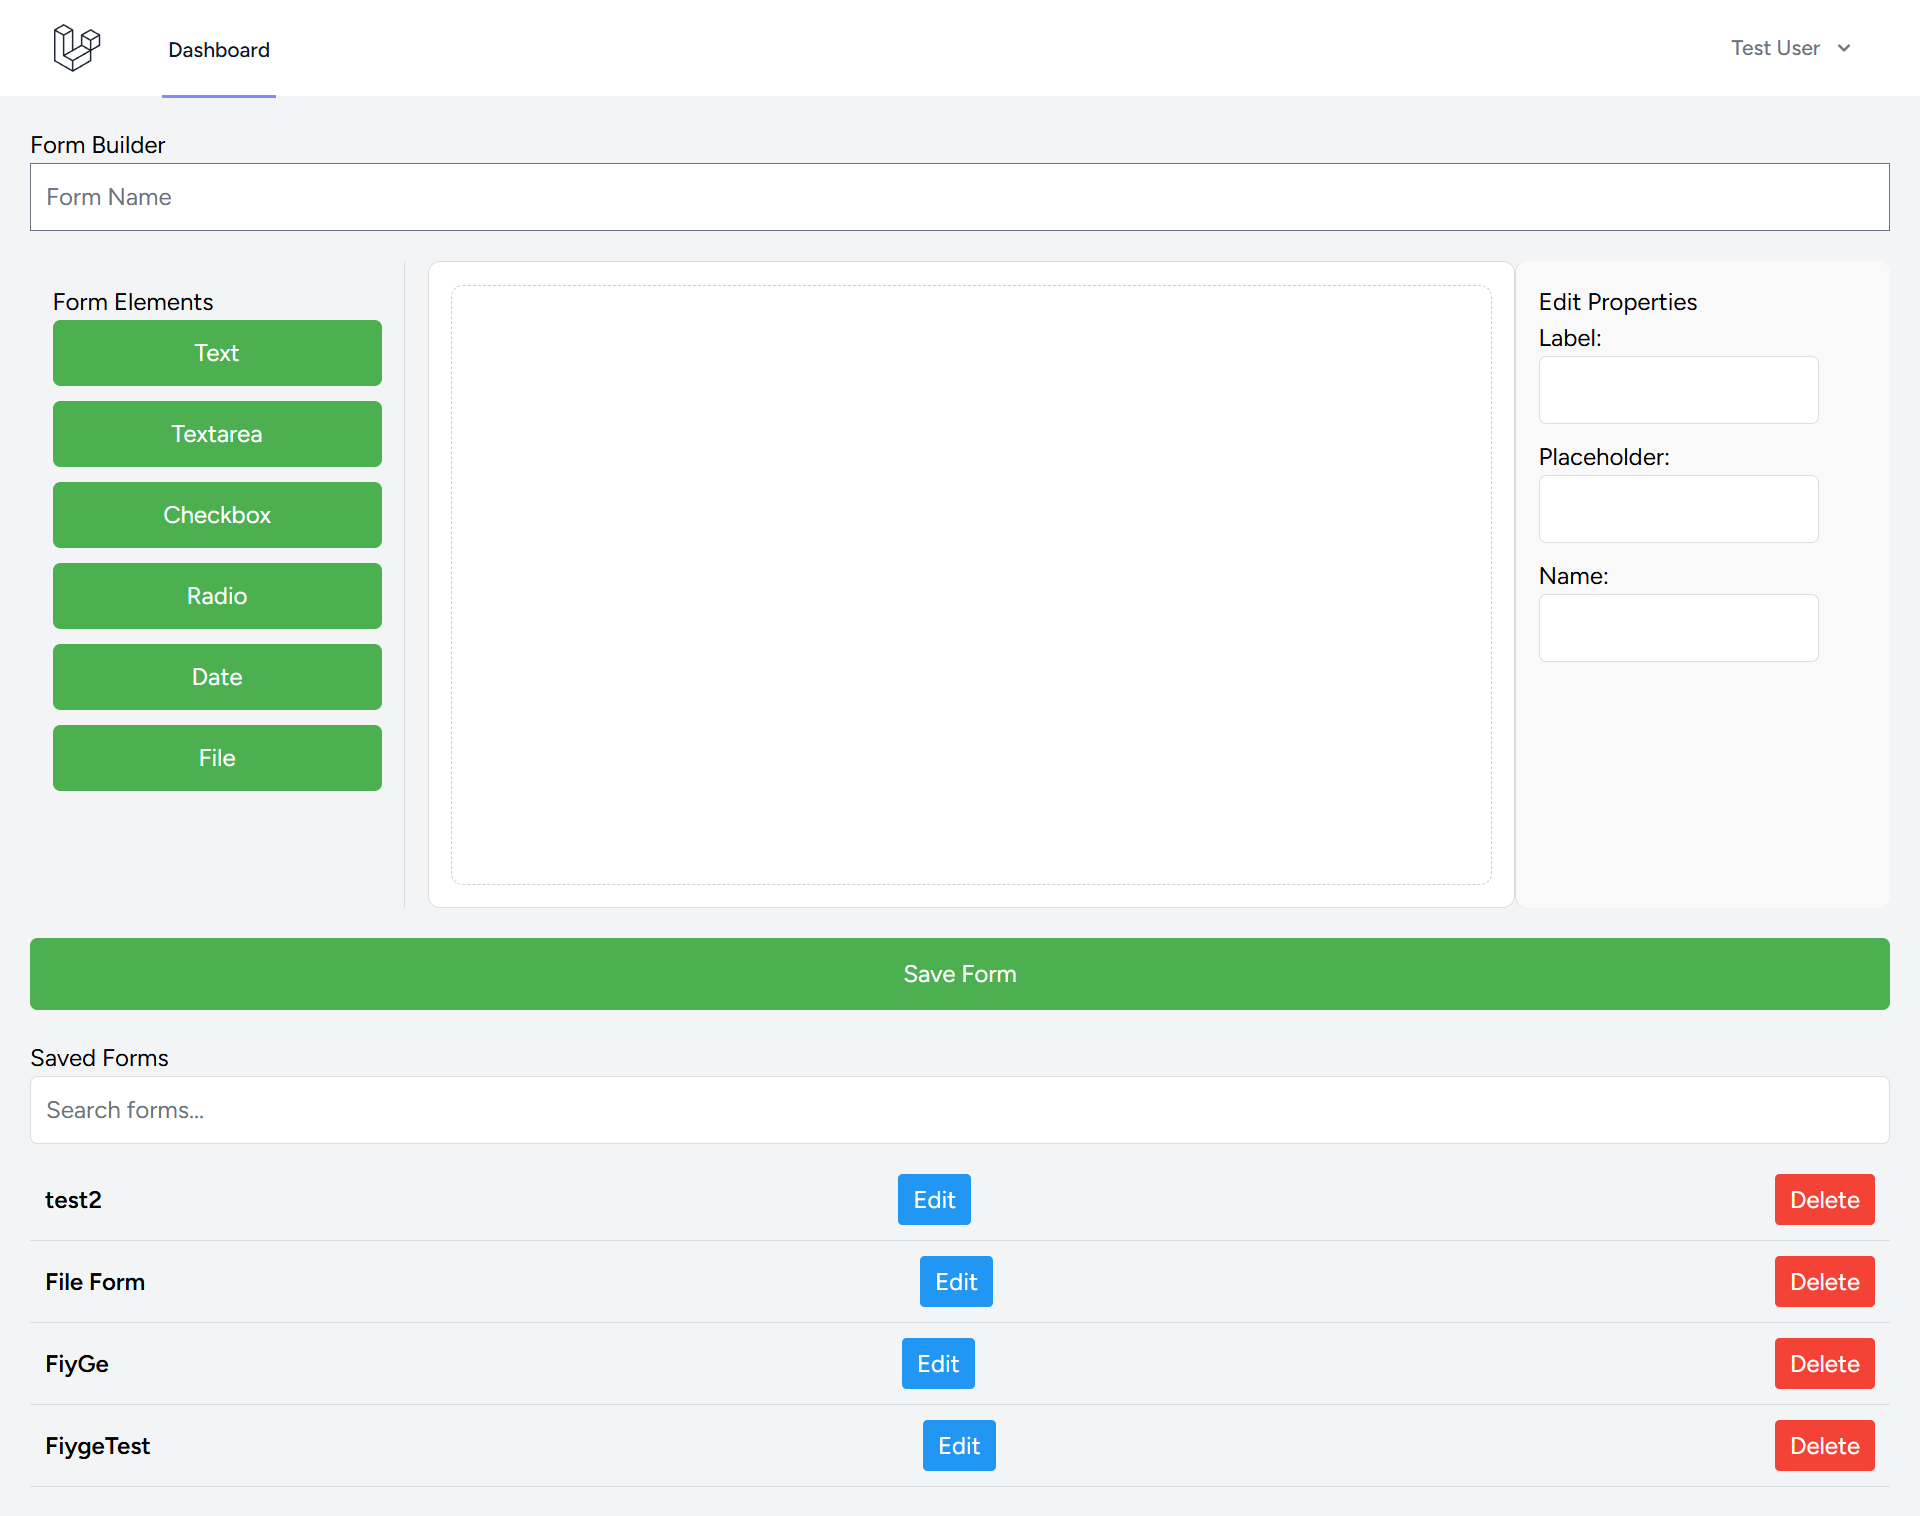 Dashboard
Test User
Form Builder
Form Name
Form Elements
Text
Textarea
Checkbox
Radio
Date
File
Edit Properties
Label:
Placeholder:
Name:
Save Form
Saved Forms
Search forms...
test2 Edit Delete
File Form Edit Delete
FiyGe Edit Delete
FiygeTest Edit Delete